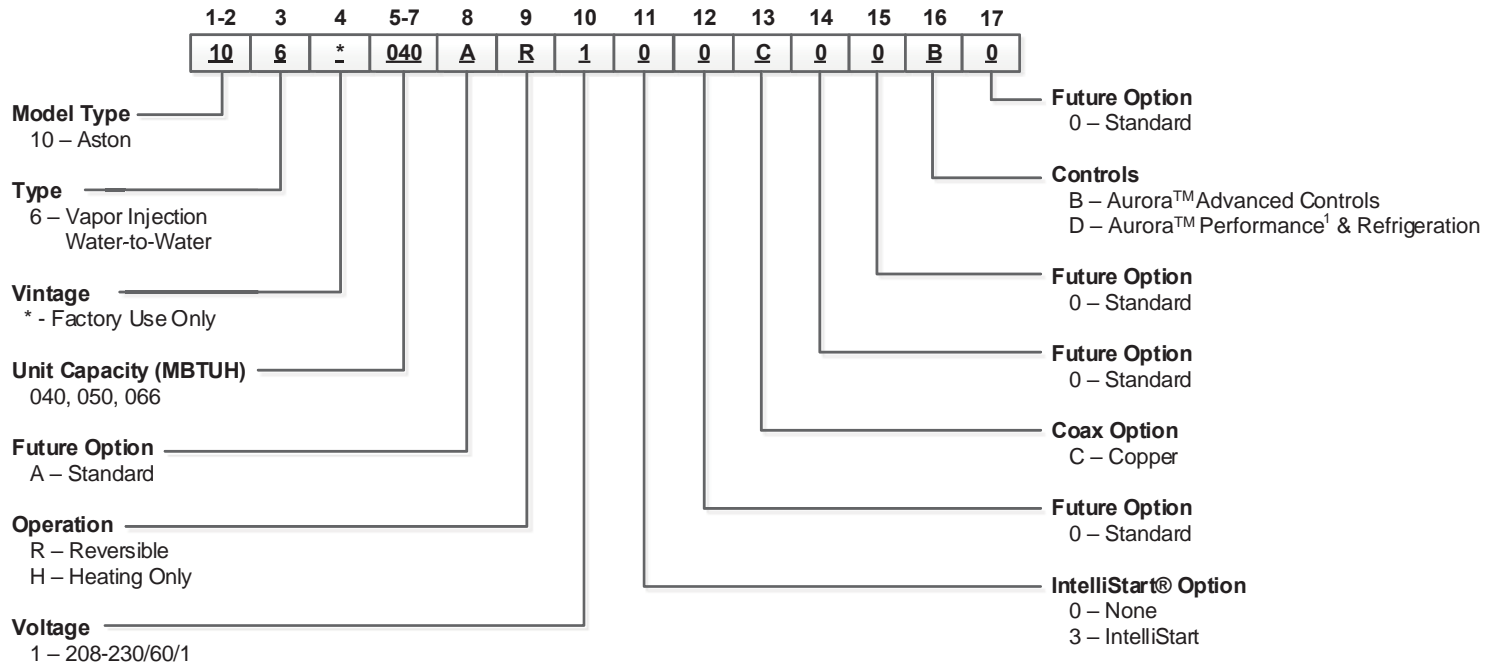 1-2 3 4 5-7 8 9 10 11 12 13 14 15 16 17
10 6 * 040 A R 1 0 0 C 0 0 B 0
Model Type
10 – Aston
Type
6 – Vapor Injection
Water-to-Water
Vintage
* - Factory Use Only
Unit Capacity (MBTUH)
040, 050, 066
Future Option
A – Standard
Operation
R – Reversible
H – Heating Only
Voltage
1 – 208-230/60/1
Future Option
0 – Standard
Controls
B – Aurora™ Advanced Controls
D – Aurora™ Performance¹ & Refrigeration
Future Option
0 – Standard
Future Option
0 – Standard
Coax Option
C – Copper
Future Option
0 – Standard
IntelliStart® Option
0 – None
3 – IntelliStart